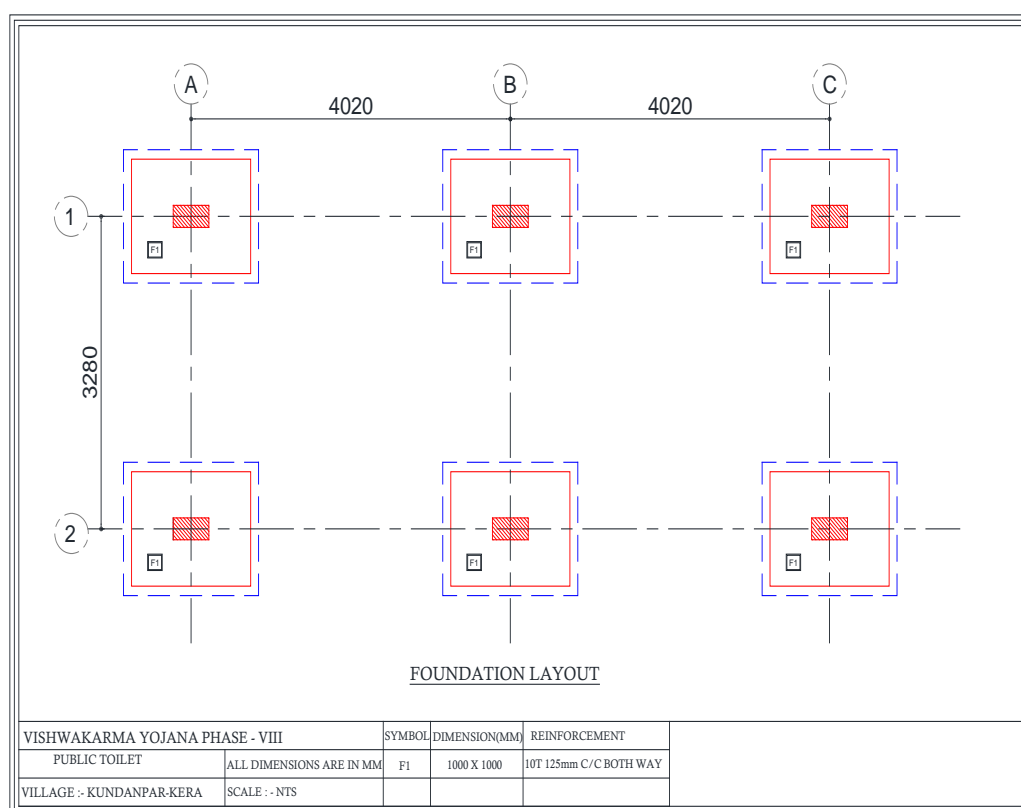 A B C
4020 4020
1
F1 F1 F1
3280
2
F1 F1 F1
FOUNDATION LAYOUT
VISHWAKARMA YOJANA PHASE - VIII SYMBOL DIMENSION(MM) REINFORCEMENT
PUBLIC TOILET ALL DIMENSIONS ARE IN MM F1 1000 X 1000 10T 125mm C/C BOTH WAY
VILLAGE :- KUNDANPAR-KERA SCALE : - NTS